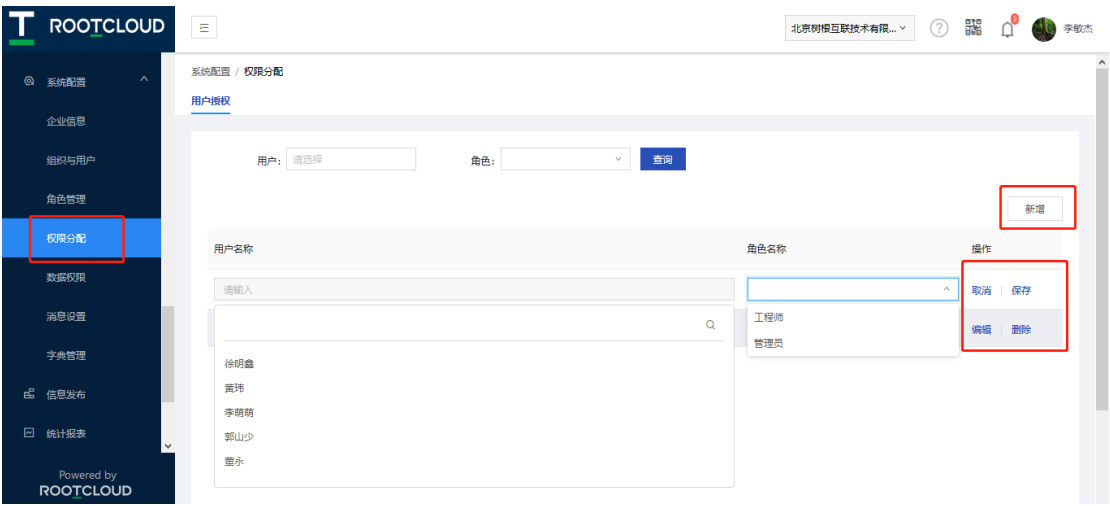 ROOTCLOUD
北京树根互联技术有限...
3
李敏杰
系统配置
企业信息
组织与用户
角色管理
权限分配
数据权限
消息设置
字典管理
信息发布
统计报表
Powered by
ROOTCLOUD
系统配置 / 权限分配
用户授权
用户: 请选择 角色: 查询
新增
用户名称 角色名称 操作
请输入 取消 保存
工程师
管理员
编辑 删除
徐明鑫
黄玮
李萌萌
郭山少
董永